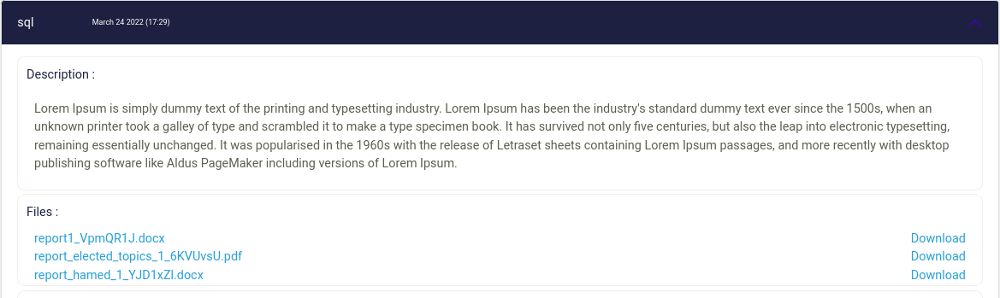 sql March 24 2022 (17:29)
Description :
Lorem Ipsum is simply dummy text of the printing and typesetting industry. Lorem Ipsum has been the industry's standard dummy text ever since the 1500s, when an
unknown printer took a galley of type and scrambled it to make a type specimen book. It has survived not only five centuries, but also the leap into electronic typesetting,
remaining essentially unchanged. It was popularised in the 1960s with the release of Letraset sheets containing Lorem Ipsum passages, and more recently with desktop
publishing software like Aldus PageMaker including versions of Lorem Ipsum.
Files :
report1_VpmQR1J.docx Download
report_elected_topics_1_6KVUvsU.pdf Download
report_hamed_1_YJD1xZl.docx Download